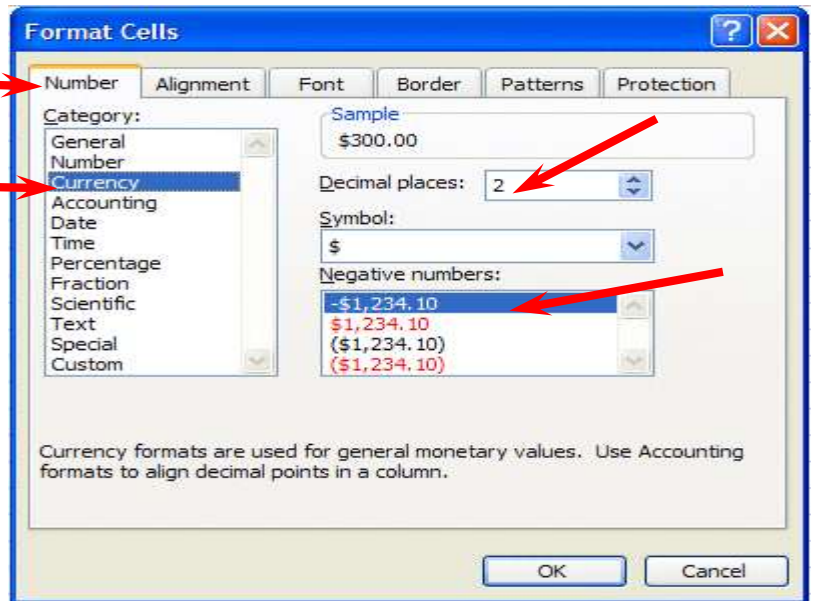 Format Cells
Number Alignment Font Border Patterns Protection
Category:
General
Number
Currency
Accounting
Date
Time
Percentage
Fraction
Scientific
Text
Special
Custom
Sample
$300.00
Decimal places: 2
Symbol:
$
Negative numbers:
-$1,234.10
$1,234.10
($1,234.10)
($1,234.10)
Currency formats are used for general monetary values. Use Accounting
formats to align decimal points in a column.
OK Cancel